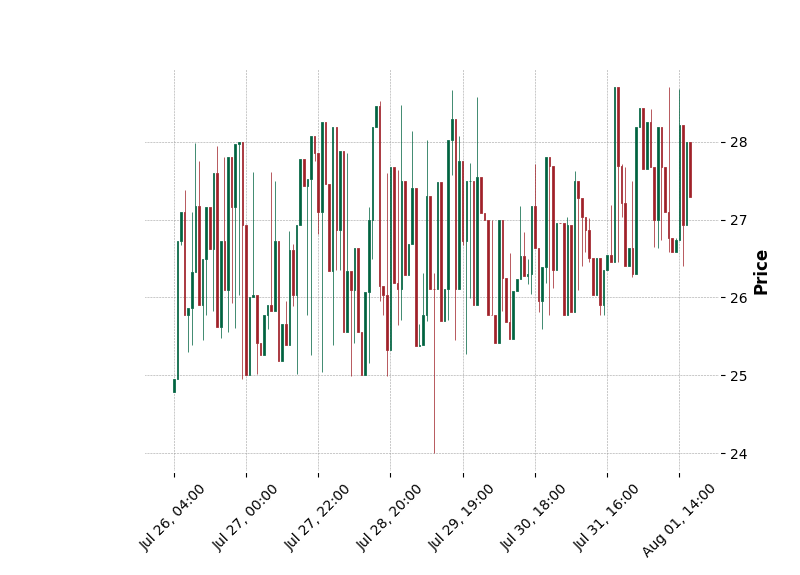 28
27
26
25
24
Price
Jul 26, 04:00
Jul 27, 00:00
Jul 27, 22:00
Jul 28, 20:00
Jul 29, 19:00
Jul 30, 18:00
Jul 31, 16:00
Aug 01, 14:00